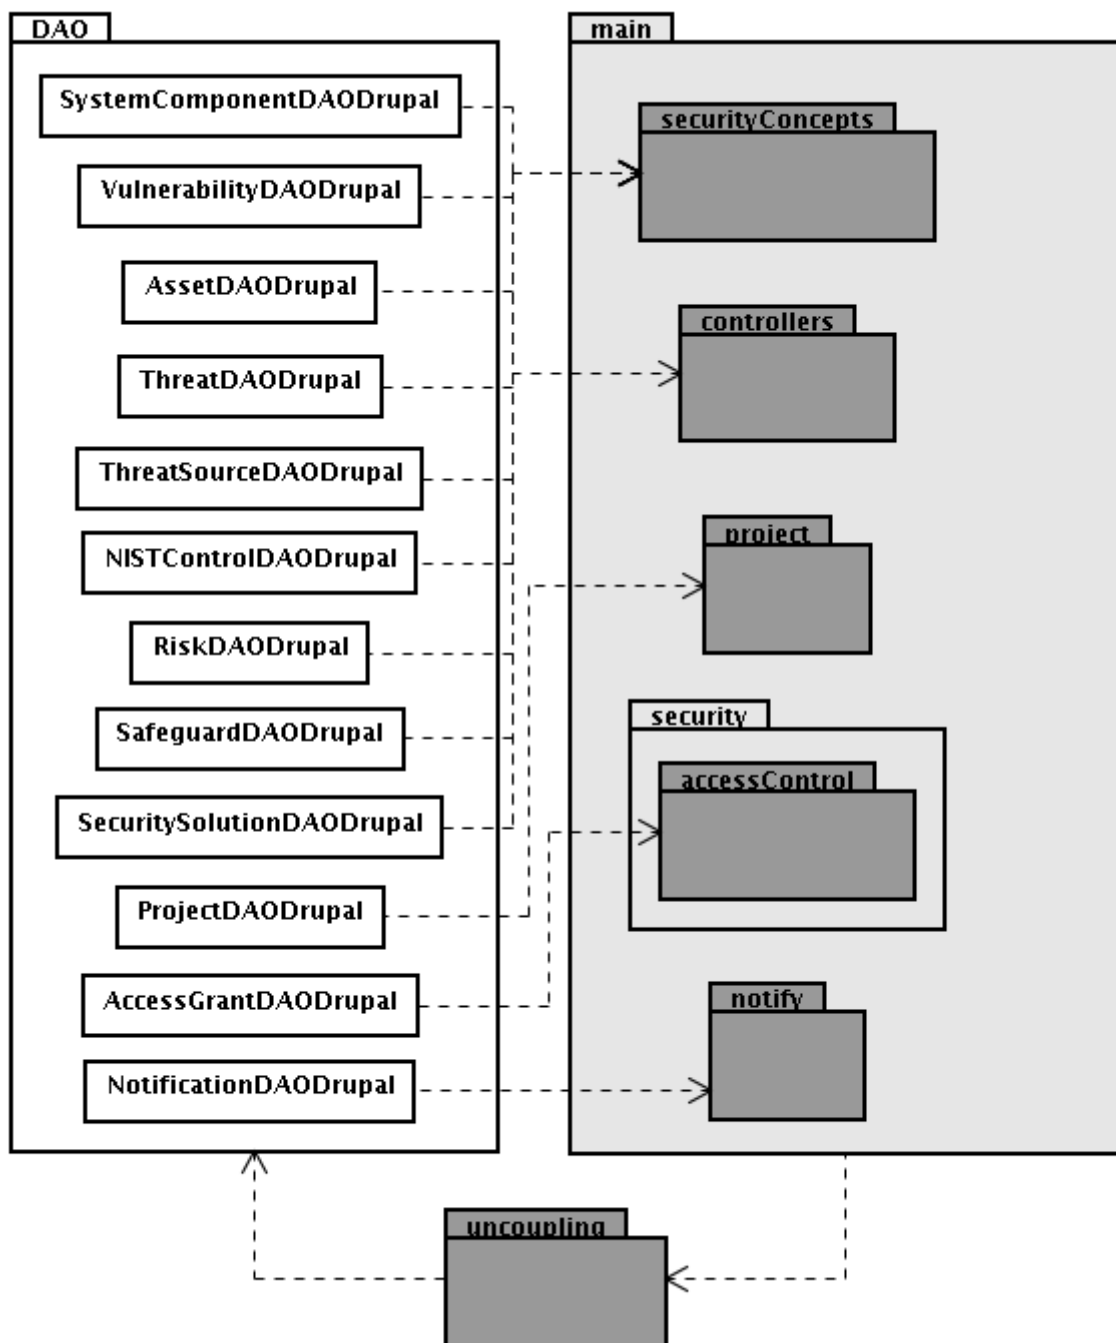 DAO
SystemComponentDAODrupal
VulnerabilityDAODrupal
AssetDAODrupal
ThreatDAODrupal
ThreatSourceDAODrupal
NISTControlDAODrupal
RiskDAODrupal
SafeguardDAODrupal
SecuritySolutionDAODrupal
ProjectDAODrupal
AccessGrantDAODrupal
NotificationDAODrupal
main
securityConcepts
controllers
project
security
accessControl
notify
uncoupling